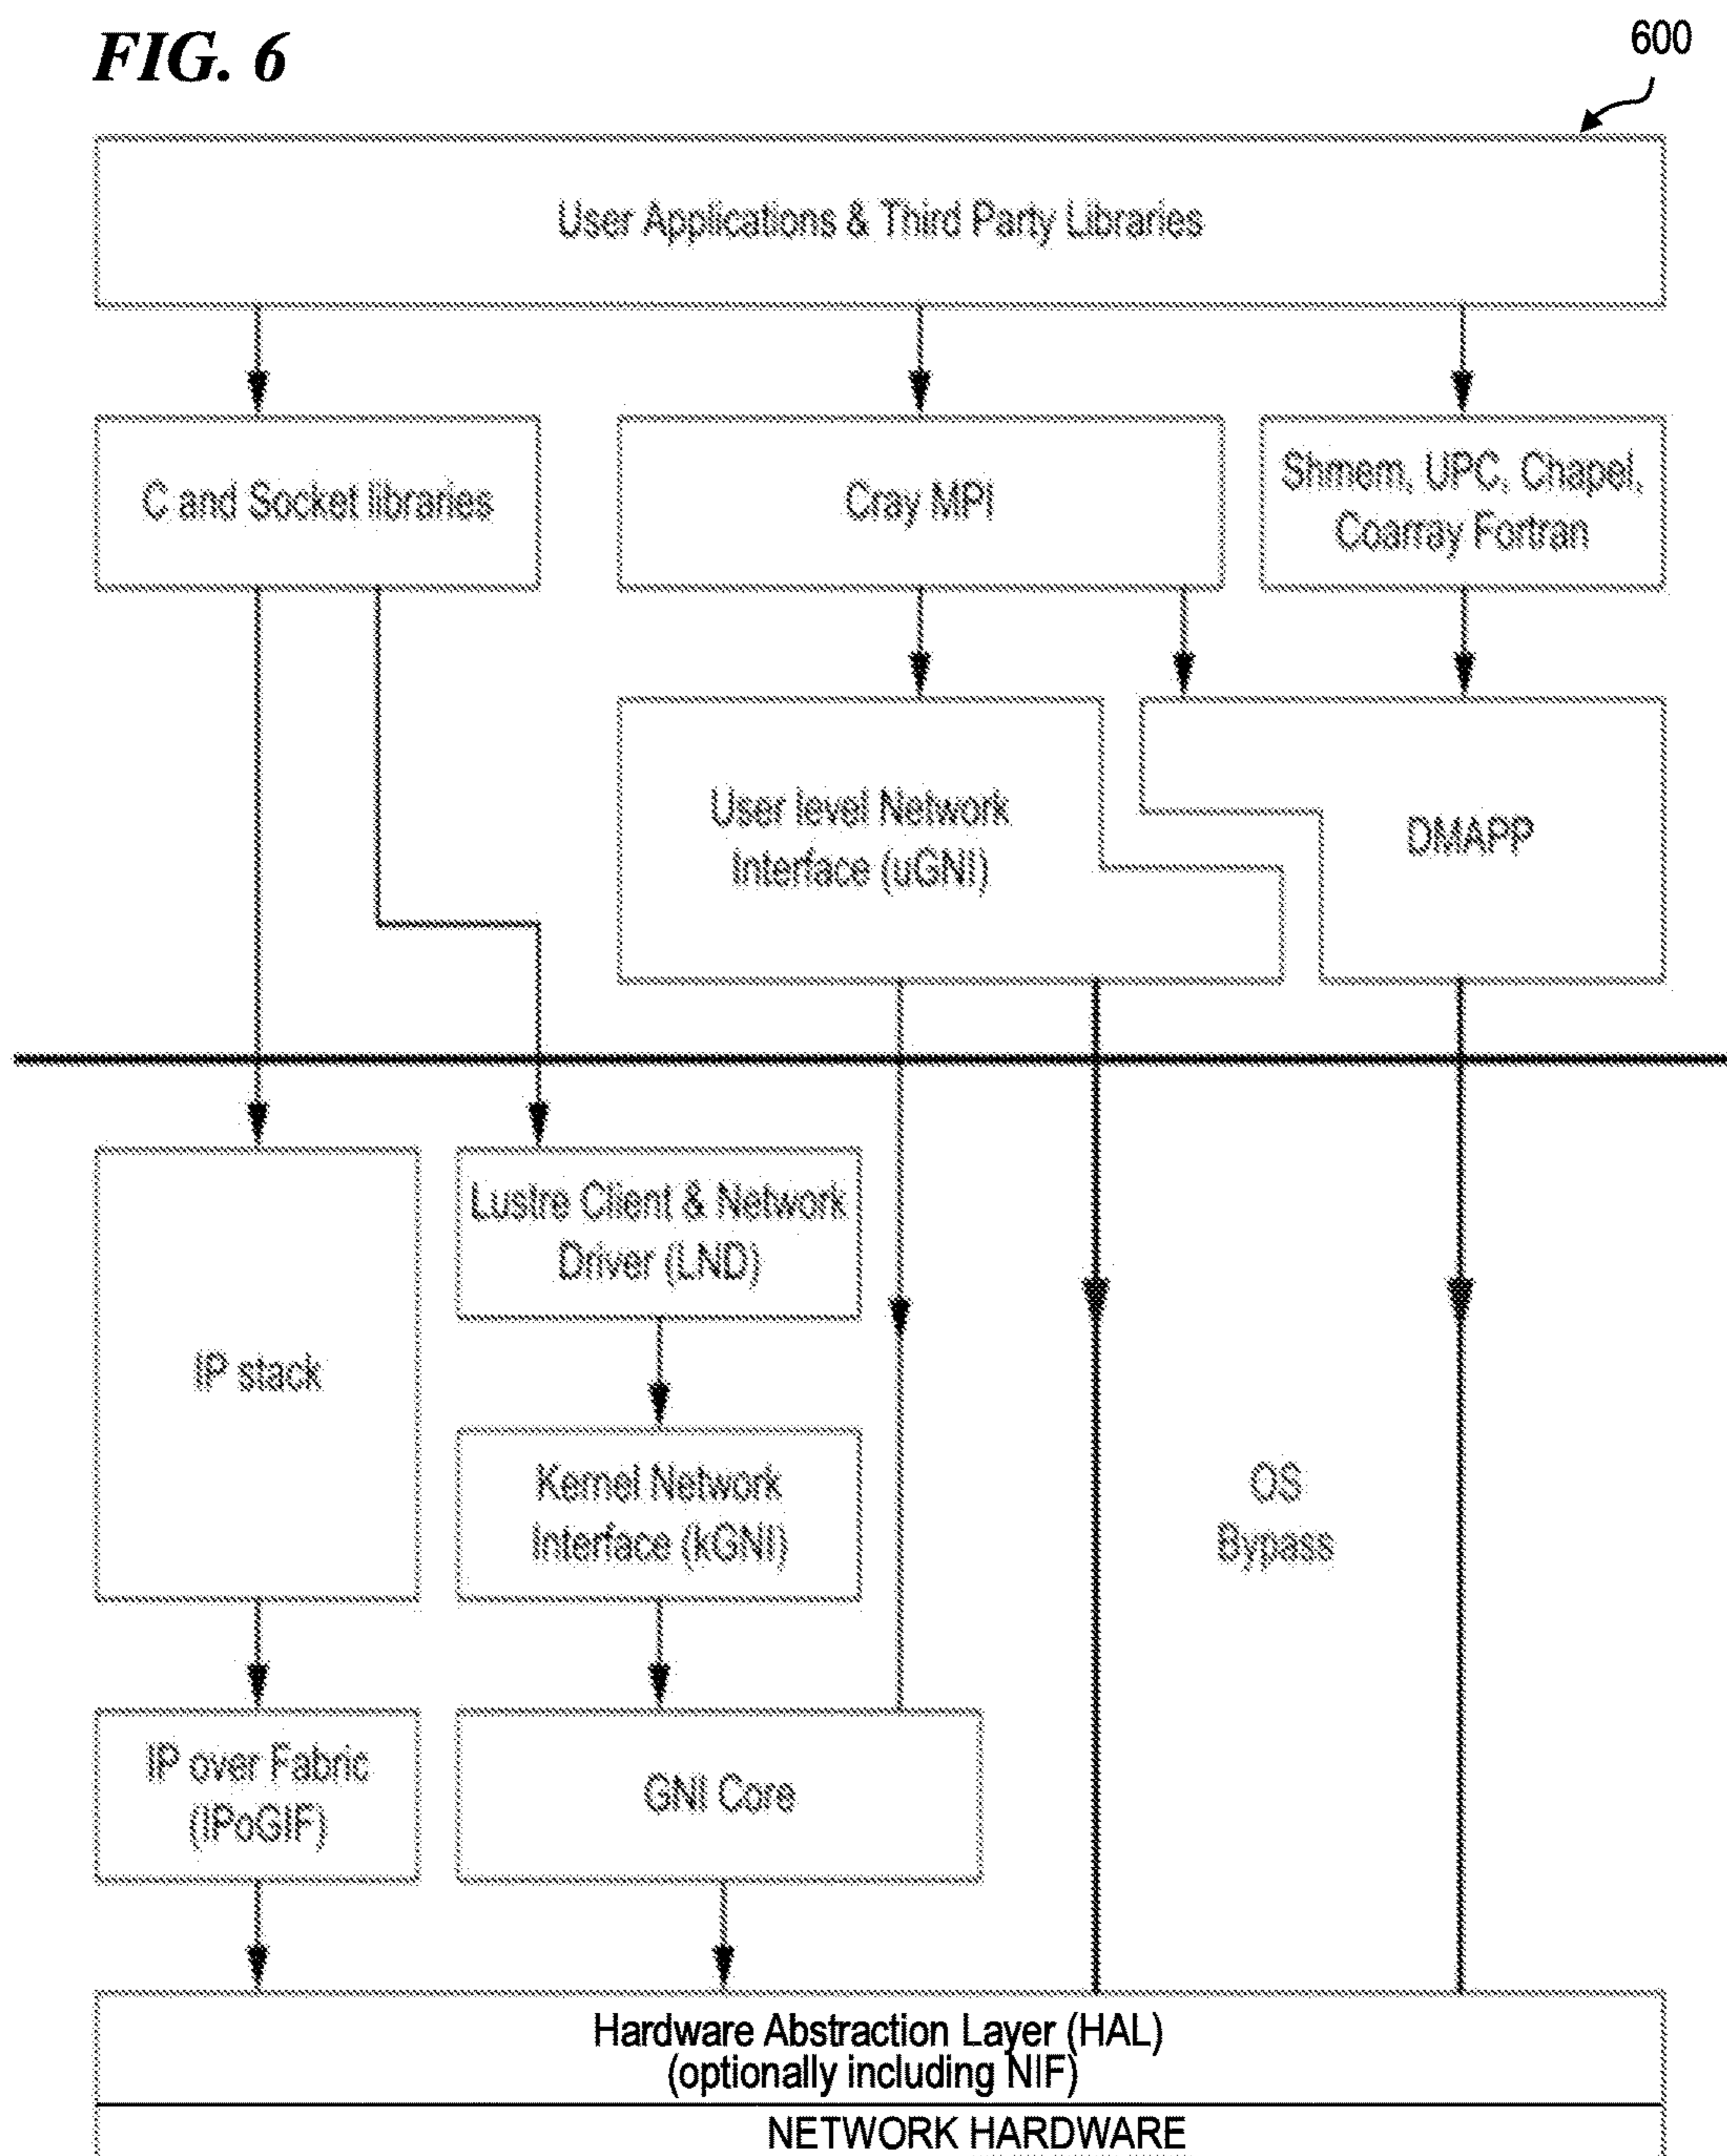 FIG. 6
600
User Applications & Third Party Libraries
C and Socket libraries
Cray MPI
Shmem, UPC, Chapel,
Coarray Fortran
User level Network
Interface (uGNI)
DMAPP
Lustre Client & Network
Driver (LND)
IP stack
Kernel Network
Interface (kGNI)
OS
Bypass
IP over Fabric
(IPoGIF)
GNI Core
Hardware Abstraction Layer (HAL)
(optionally including NIF)
NETWORK HARDWARE